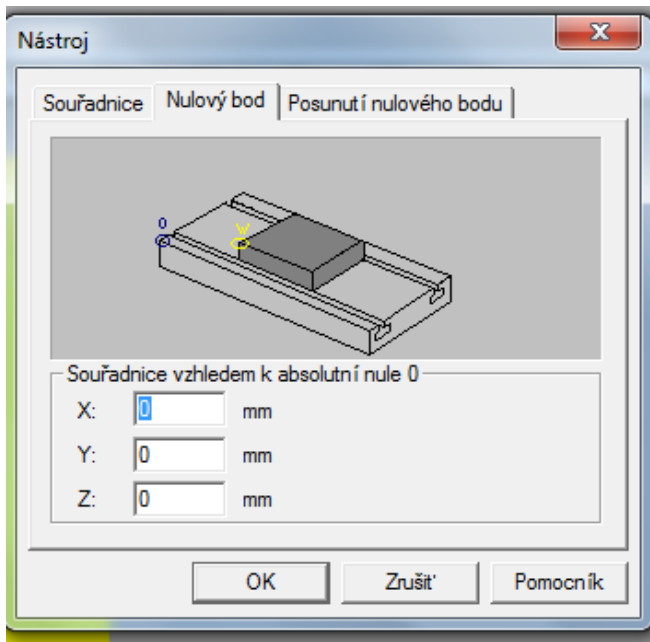 Nástroj
Souřadnice Nulový bod Posunutí nulového bodu
0
W
Souřadnice vzhledem k absolutní nule 0
X: 0 mm
Y: 0 mm
Z: 0 mm
OK Zrušiť Pomocník